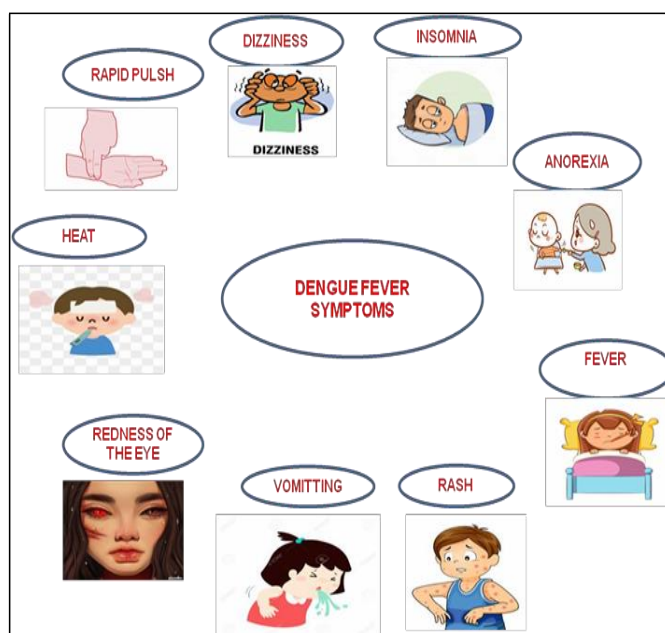 DIZZINESS
INSOMNIA
RAPID PULSH
DIZZINESS
ANOREXIA
HEAT
DENGUE FEVER
SYMPTOMS
FEVER
REDNESS OF
THE EYE
VOMITTING
RASH